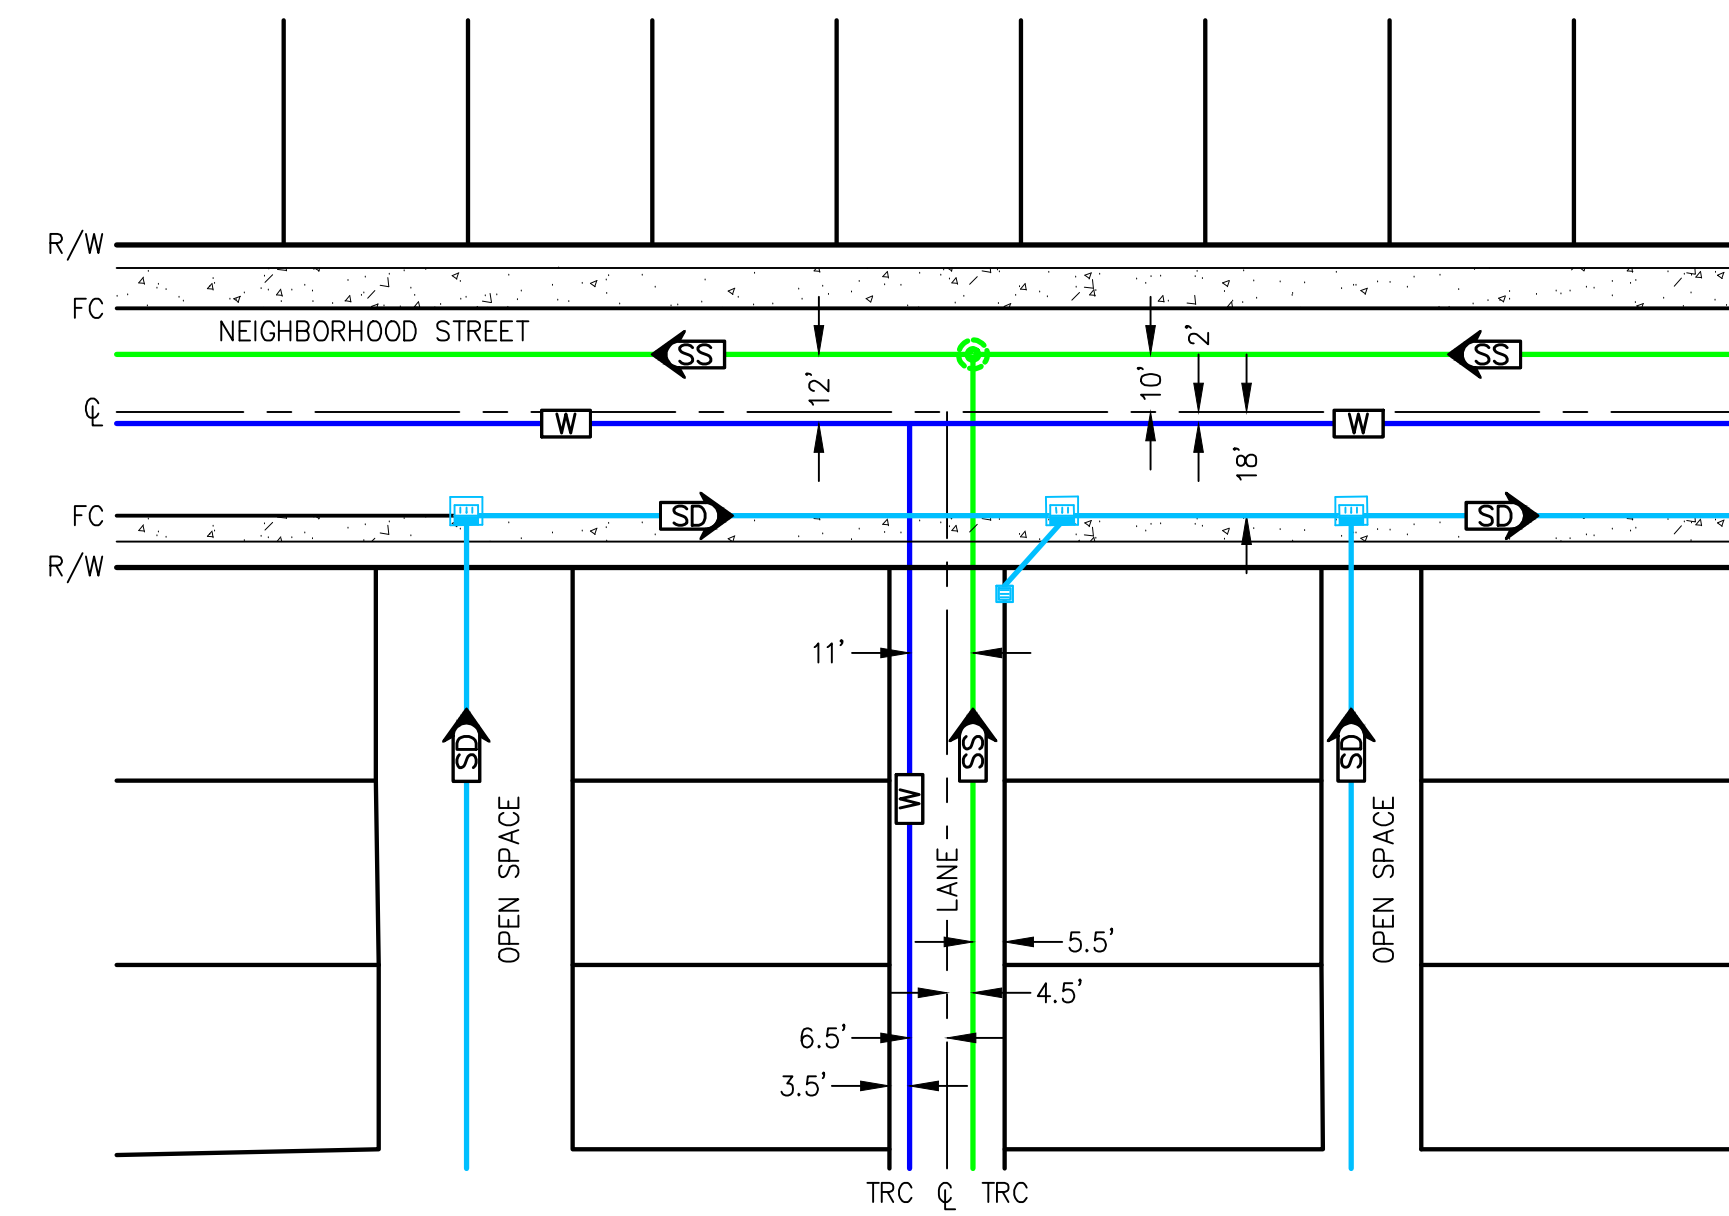 R/W
FC
NEIGHBORHOOD STREET
SS
SS
2'
12'
10'
℄
W
W
18'
FC
SD
SD
R/W
11'
SD
SS
SD
W
OPEN SPACE
LANE
OPEN SPACE
5.5'
4.5'
6.5'
3.5'
TRC ℄ TRC